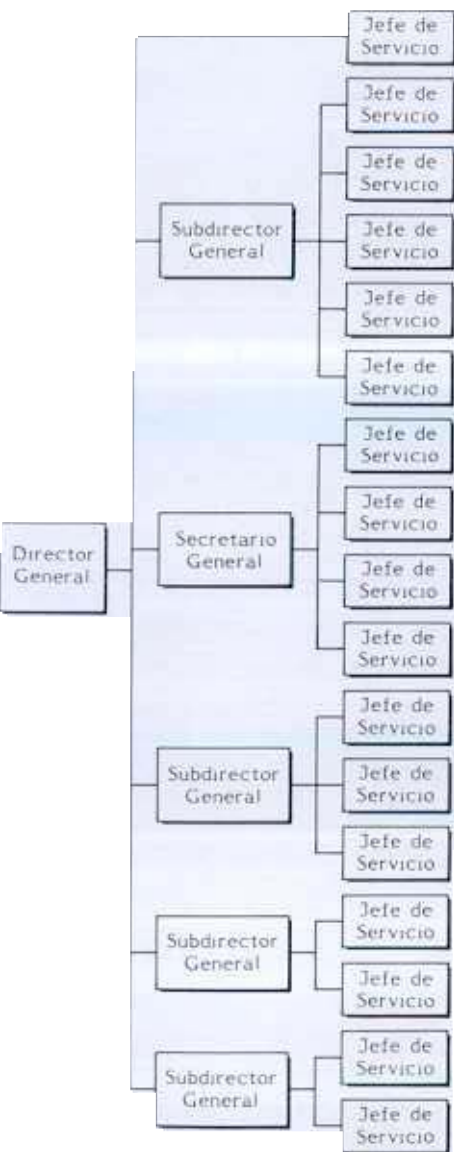 Jefe de
Servicio
Jefe de
Servicio
Jefe de
Servicio
Subdirector
General
Jefe de
Servicio
Jefe de
Servicio
Jefe de
Servicio
Jefe de
Servicio
Jefe de
Servicio
Director
General
Secretario
General
Jefe de
Servicio
Jefe de
Servicio
Jefe de
Servicio
Subdirector
General
Jefe de
Servicio
Jefe de
Servicio
Jefe de
Servicio
Subdirector
General
Jefe de
Servicio
Jefe de
Servicio
Subdirector
General
Jefe de
Servicio